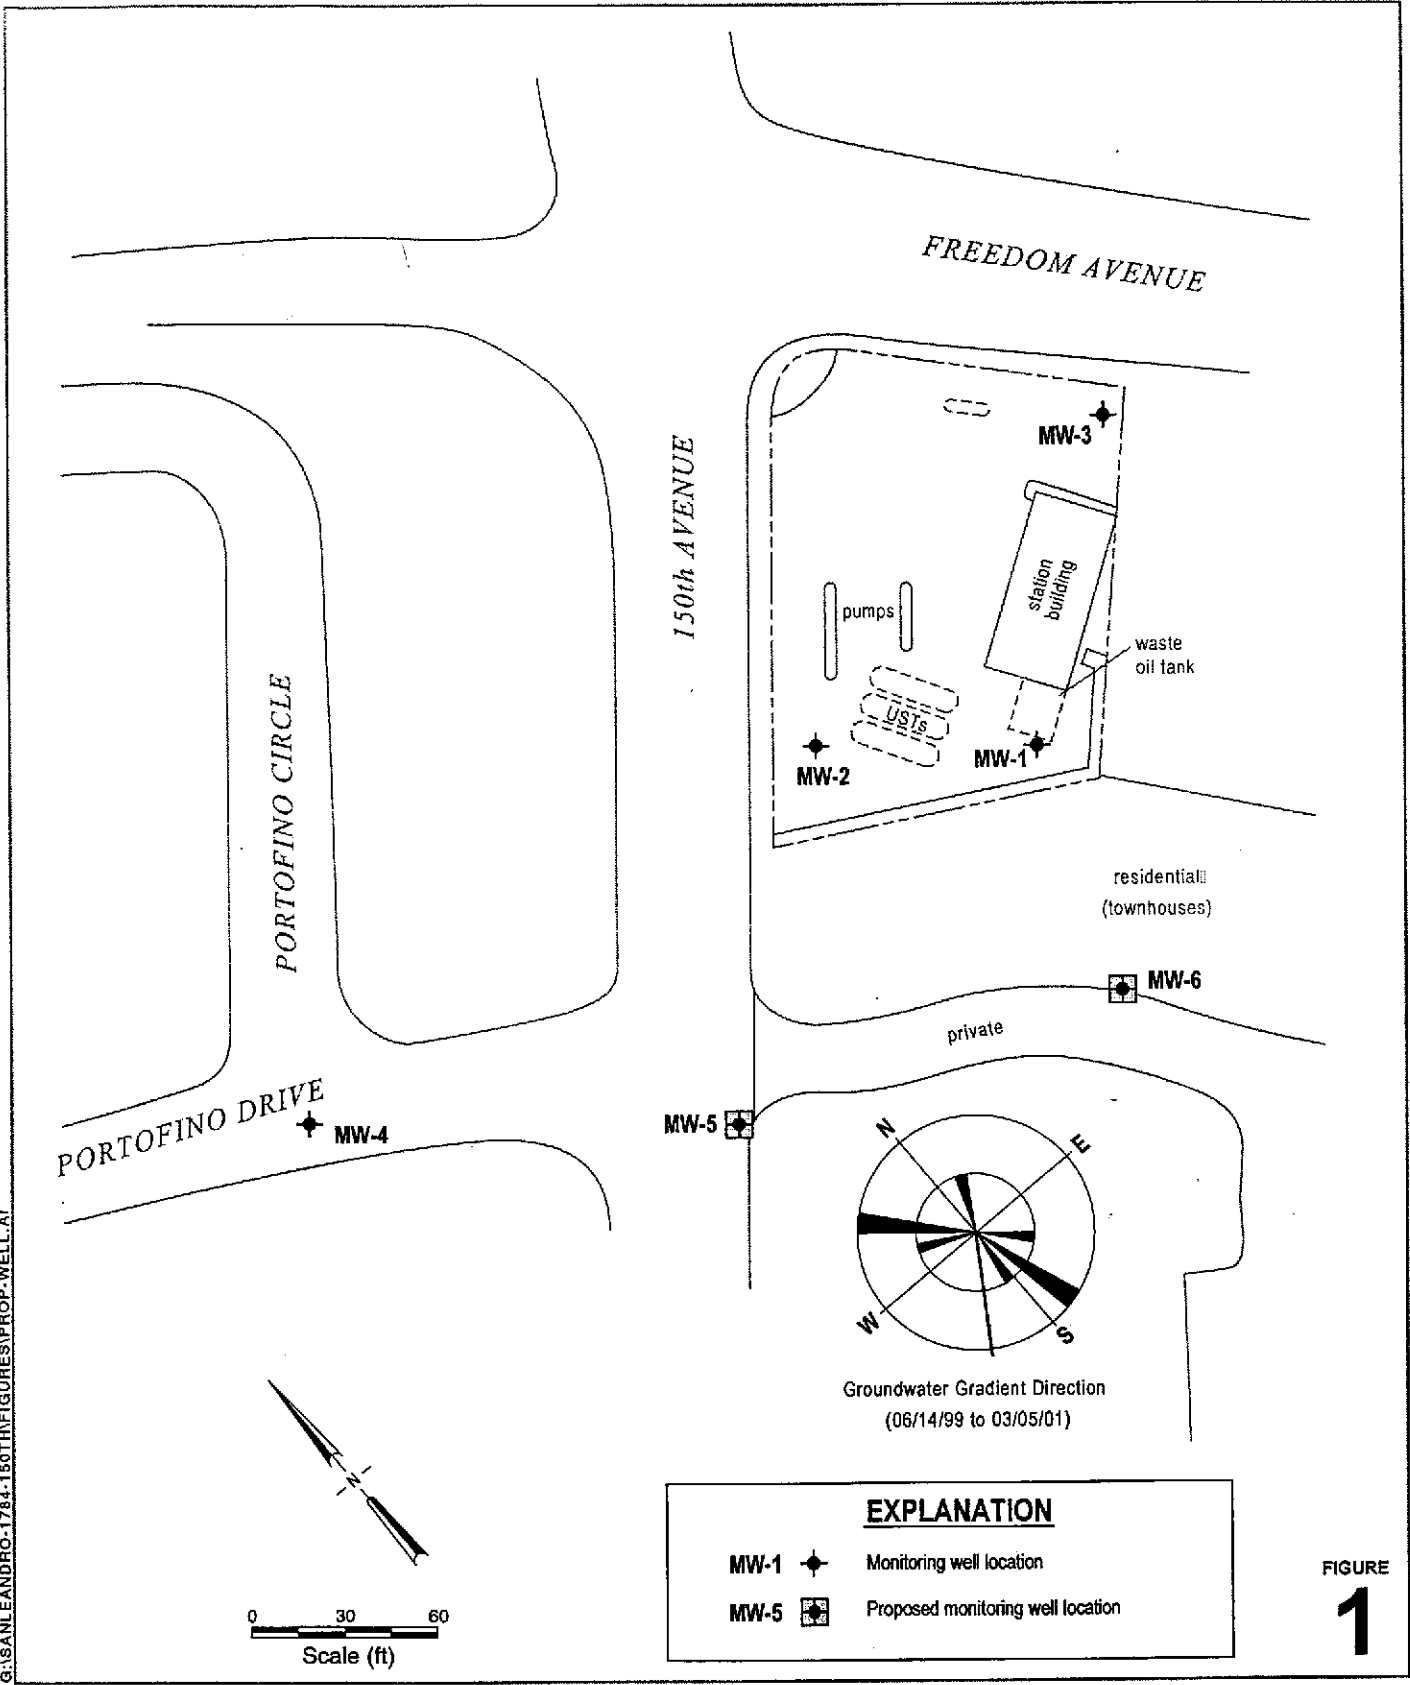 FREEDOM AVENUE
MW-3
150th AVENUE
station
building
pumps
waste
oil tank
USTs
MW-1
MW-2
PORTOFINO CIRCLE
residential
(townhouses)
MW-6
private
PORTOFINO DRIVE
MW-4
MW-5
N
E
W
S
Groundwater Gradient Direction
(06/14/99 to 03/05/01)
N
EXPLANATION
MW-1 Monitoring well location
MW-5 Proposed monitoring well location
0 30 60
Scale (ft)
FIGURE
1
G:\SANLEANDRO-1784-150TH\FIGURES\PROP-WELL.AI